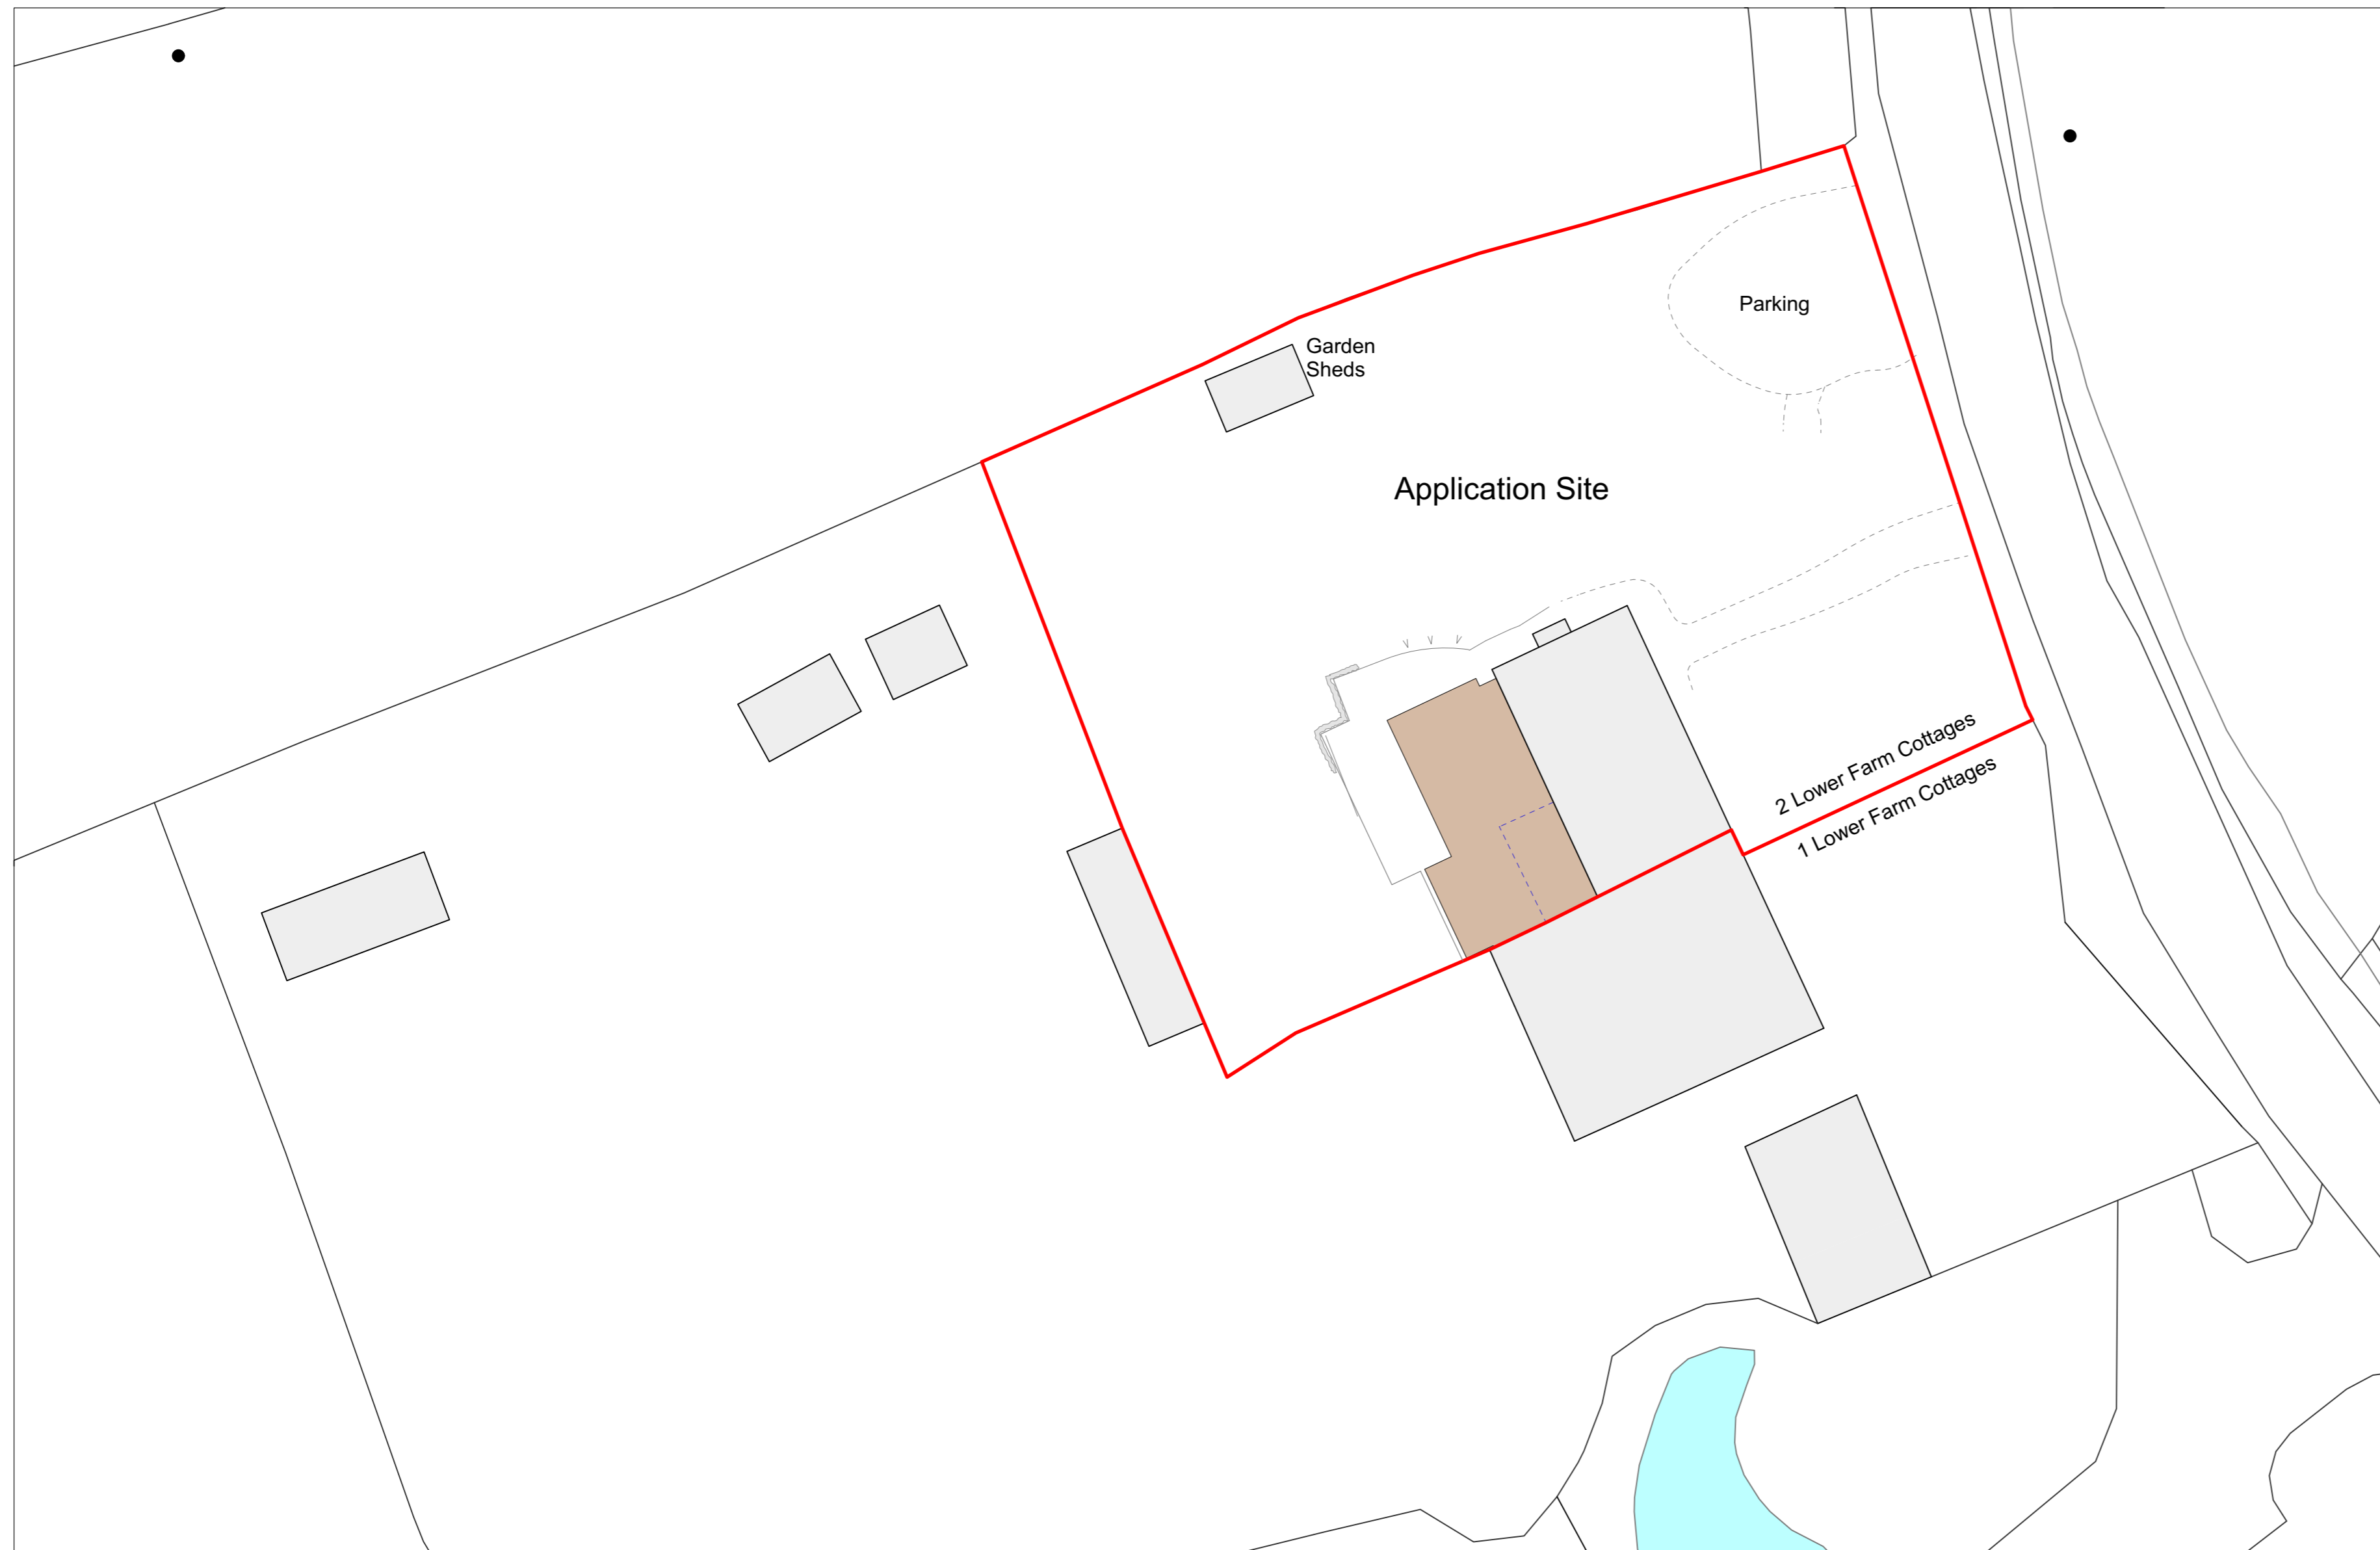 Parking
Garden
Sheds
Application Site
2 Lower Farm Cottages
1 Lower Farm Cottages